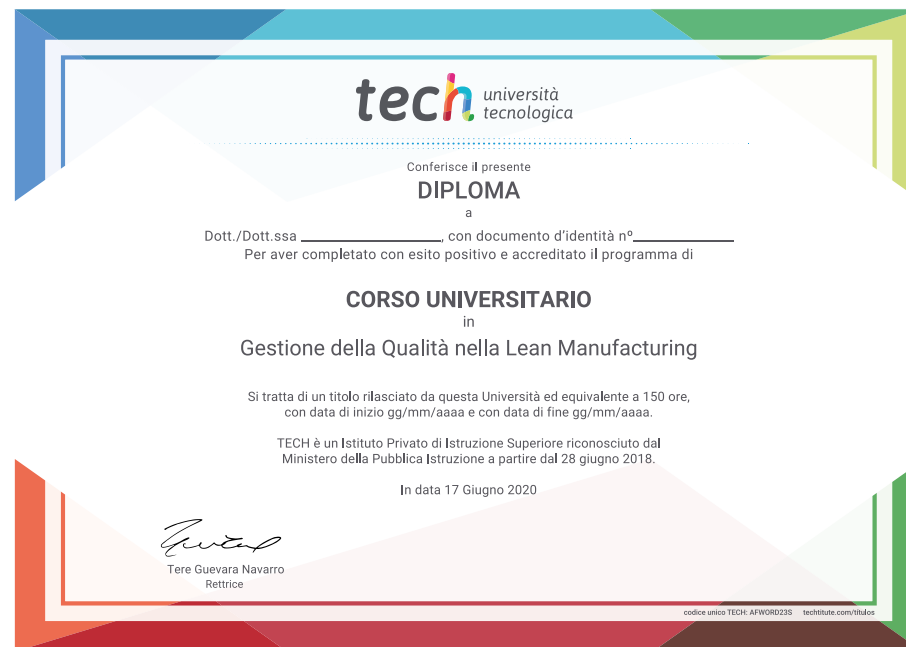 tech università
tecnologica
Conferisce il presente
DIPLOMA
a
Dott./Dott.ssa ____________________, con documento d'identità nº______________
Per aver completato con esito positivo e accreditato il programma di
CORSO UNIVERSITARIO
in
Gestione della Qualità nella Lean Manufacturing
Si tratta di un titolo rilasciato da questa Università ed equivalente a 150 ore,
con data di inizio gg/mm/aaaa e con data di fine gg/mm/aaaa.
TECH è un Istituto Privato di Istruzione Superiore riconosciuto dal
Ministero della Pubblica Istruzione a partire dal 28 giugno 2018.
In data 17 Giugno 2020
Tere Guevara Navarro
Rettrice
codice unico TECH: AFWORD23S techtitute.com/títulos